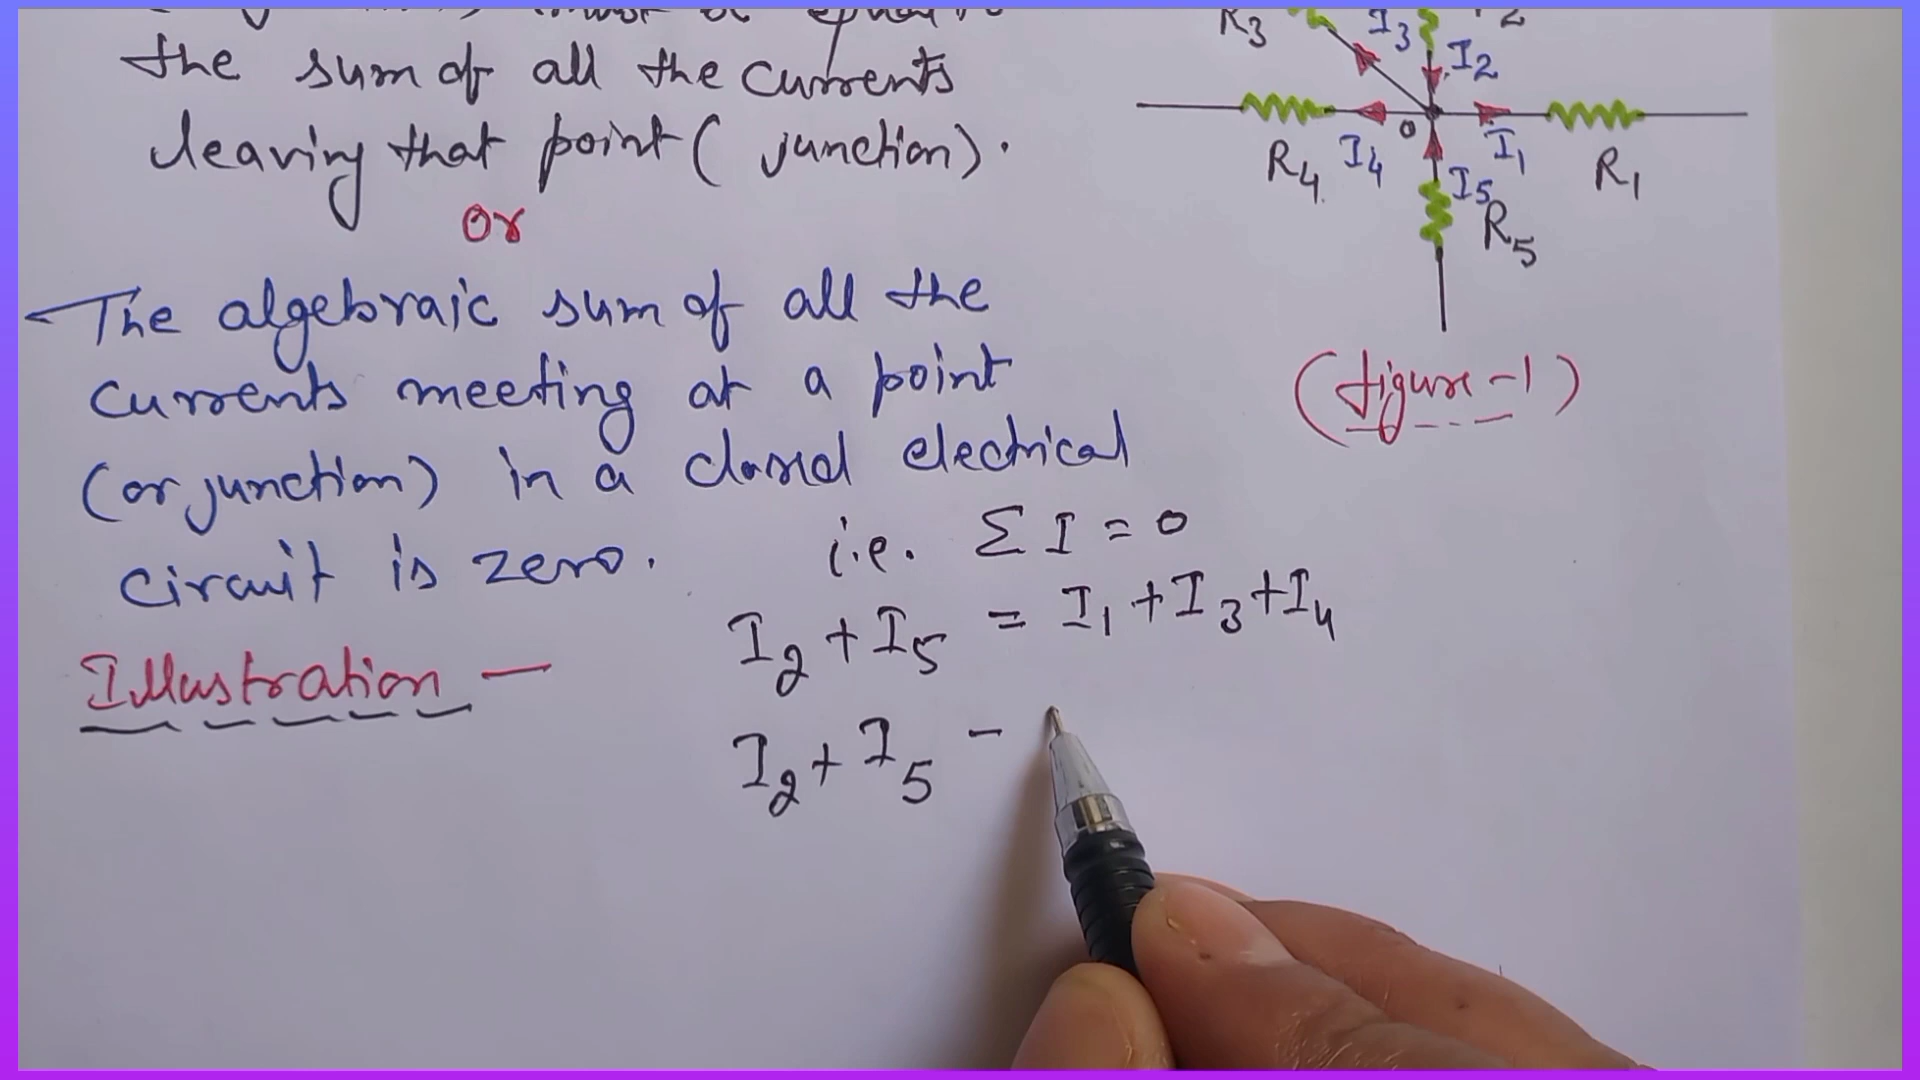 the sum of all the currents
leaving that point ( junction).
or
The algebraic sum of all the
currents meeting at a point
(or junction) in a closed electrical
circuit is zero. i.e. Σ I = 0
Illustration –
I2 + I5 = I1 + I3 + I4
I2 + I5 –
R3 I3 I2
R4 I4 O I1 R1
I5
R5
(figure-1)